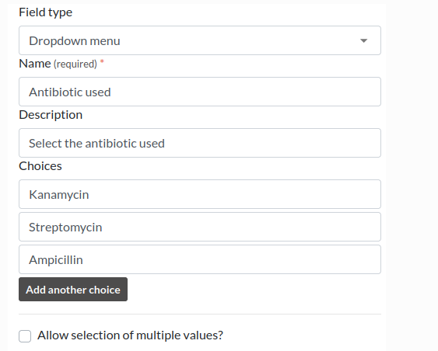 Field type
Dropdown menu
Name (required) *
Antibiotic used
Description
Select the antibiotic used
Choices
Kanamycin
Streptomycin
Ampicillin
Add another choice
Allow selection of multiple values?